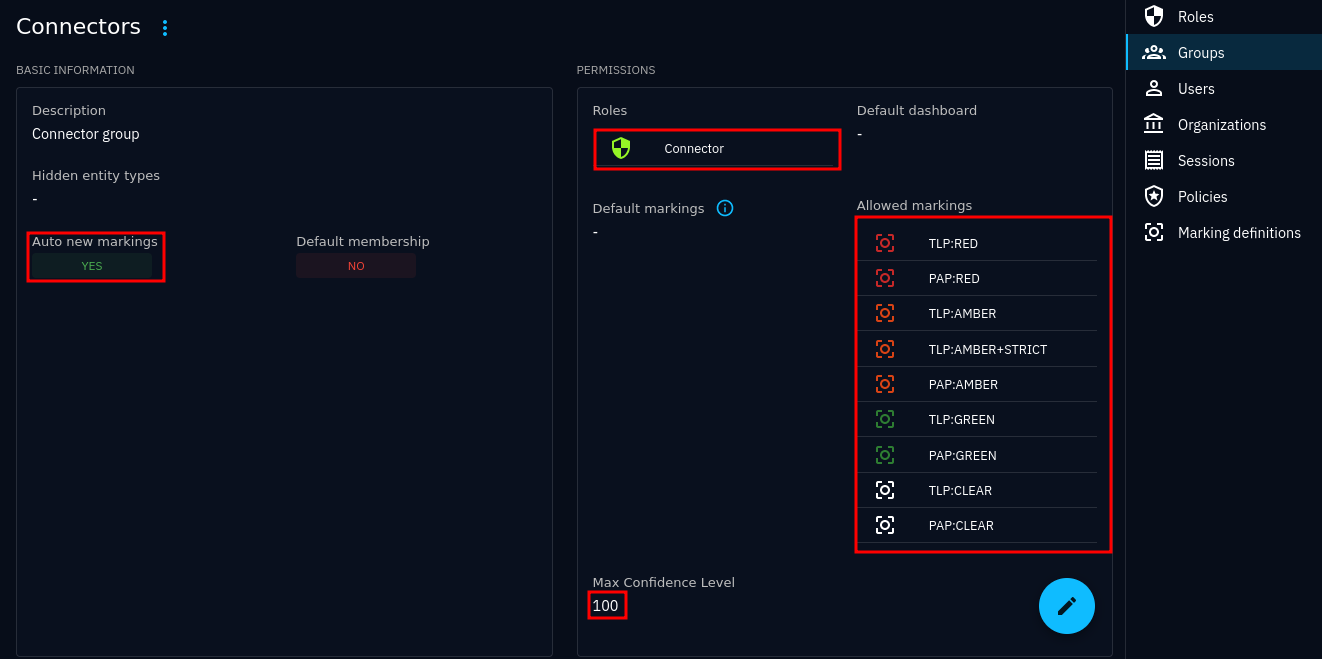 Connectors
BASIC INFORMATION
Description
Connector group
Hidden entity types
-
Auto new markings
YES
Default membership
NO
PERMISSIONS
Roles
Connector
Default dashboard
-
Default markings
-
Allowed markings
TLP:RED
PAP:RED
TLP:AMBER
TLP:AMBER+STRICT
PAP:AMBER
TLP:GREEN
PAP:GREEN
TLP:CLEAR
PAP:CLEAR
Max Confidence Level
100
Roles
Groups
Users
Organizations
Sessions
Policies
Marking definitions